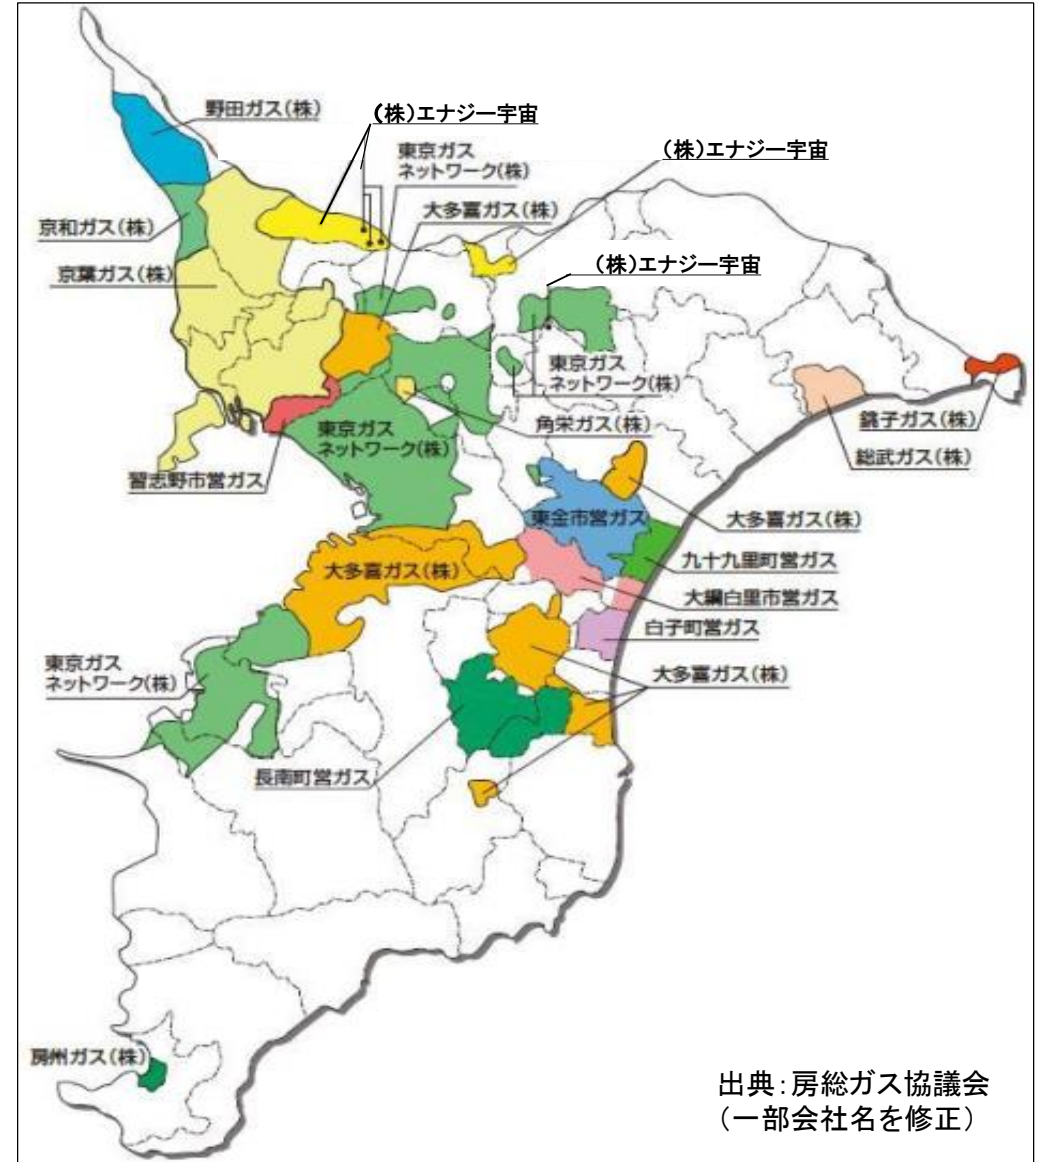 野田ガス(株)
(株)エナジー宇宙
東京ガス
ネットワーク(株)
(株)エナジー宇宙
大多喜ガス(株)
京和ガス(株)
京葉ガス(株)
(株)エナジー宇宙
東京ガス
ネットワーク(株)
角栄ガス(株)
銚子ガス(株)
東京ガス
ネットワーク(株)
総武ガス(株)
習志野市営ガス
東金市営ガス
大多喜ガス(株)
九十九里町営ガス
大多喜ガス(株)
大網白里市営ガス
白子町営ガス
東京ガス
ネットワーク(株)
大多喜ガス(株)
長南町営ガス
房州ガス(株)
出典:房総ガス協議会
(一部会社名を修正)